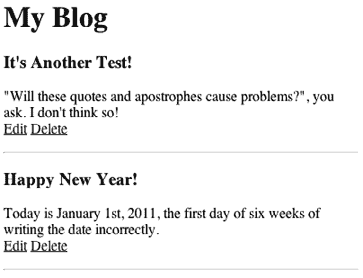 My Blog
It's Another Test!
"Will these quotes and apostrophes cause problems?", you
ask. I don't think so!
Edit Delete
Happy New Year!
Today is January 1st, 2011, the first day of six weeks of
writing the date incorrectly.
Edit Delete